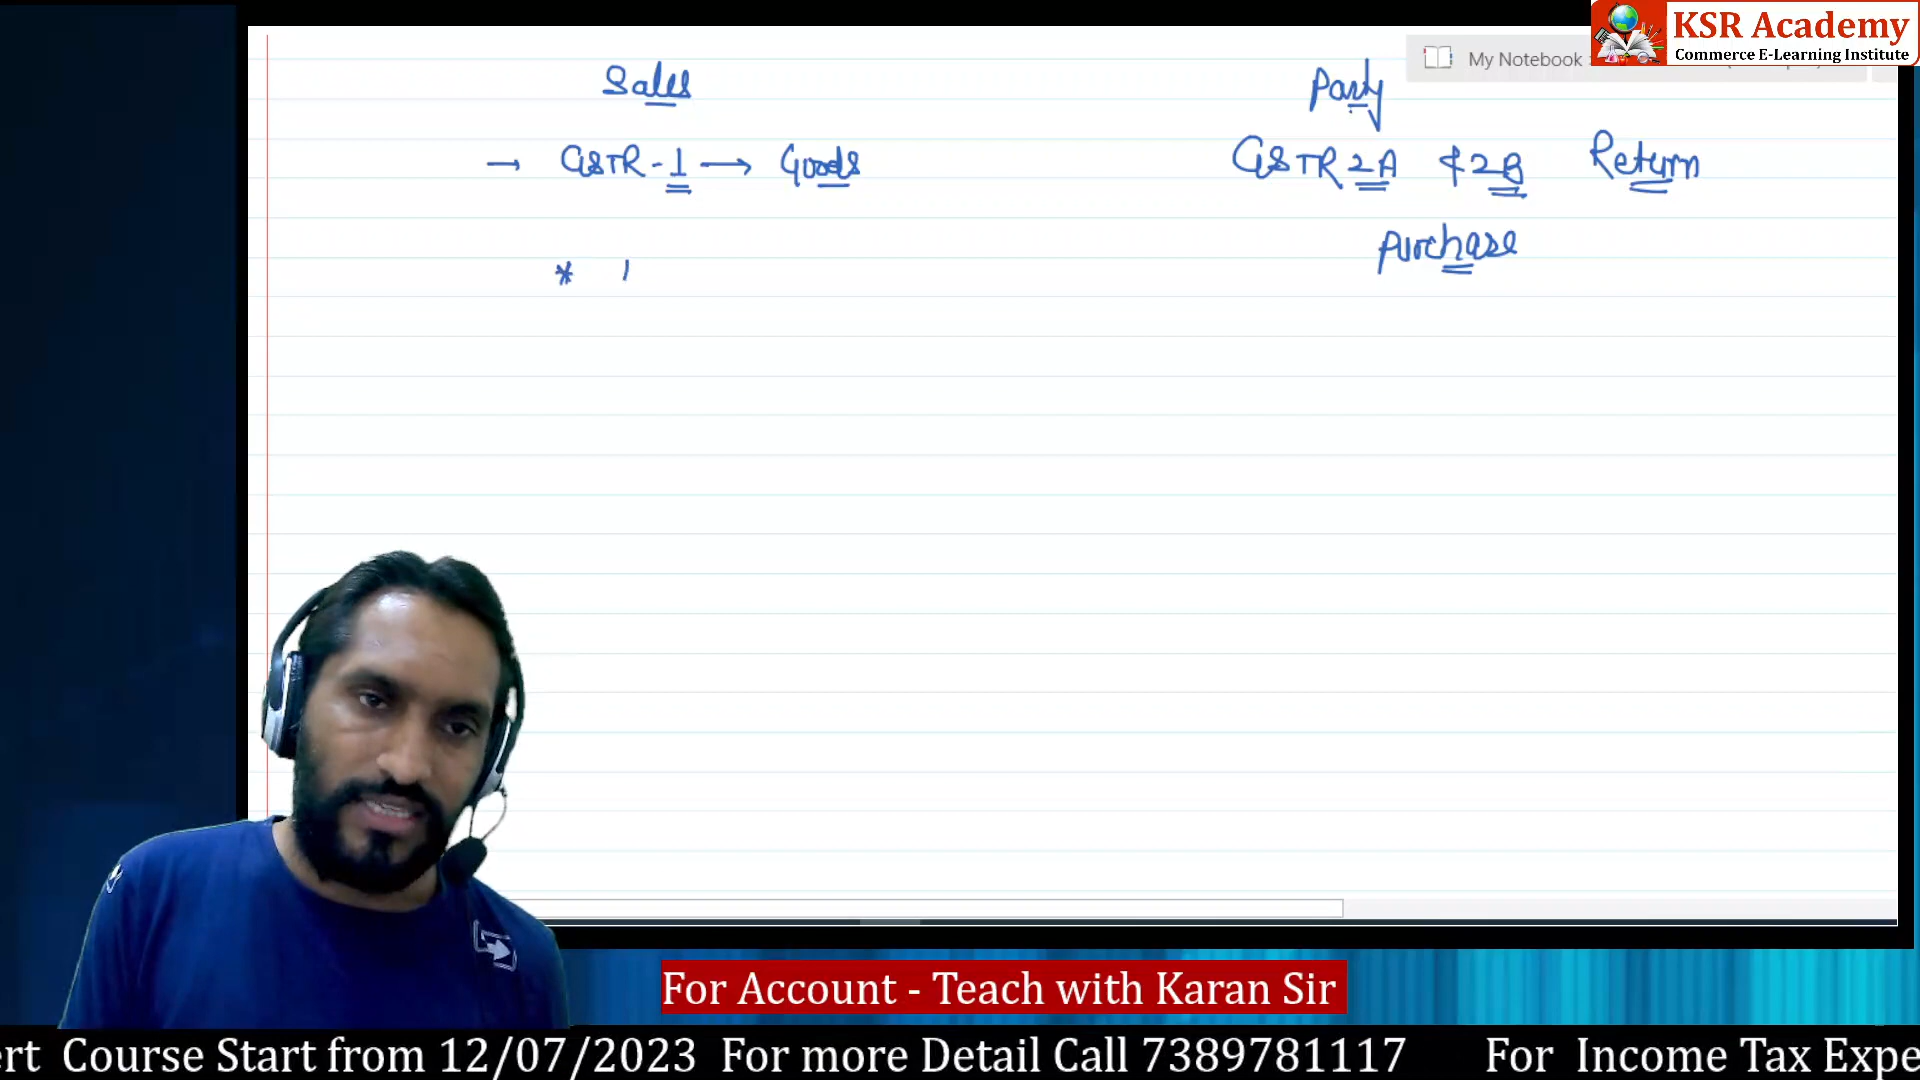 KSR Academy
Commerce E-Learning Institute
My Notebook
Sales
Party
→ GSTR-1 → Goods
GSTR 2A & 2B Return
Purchase
*
For Account - Teach with Karan Sir
ert Course Start from 12/07/2023 For more Detail Call 7389781117 For Income Tax Expe